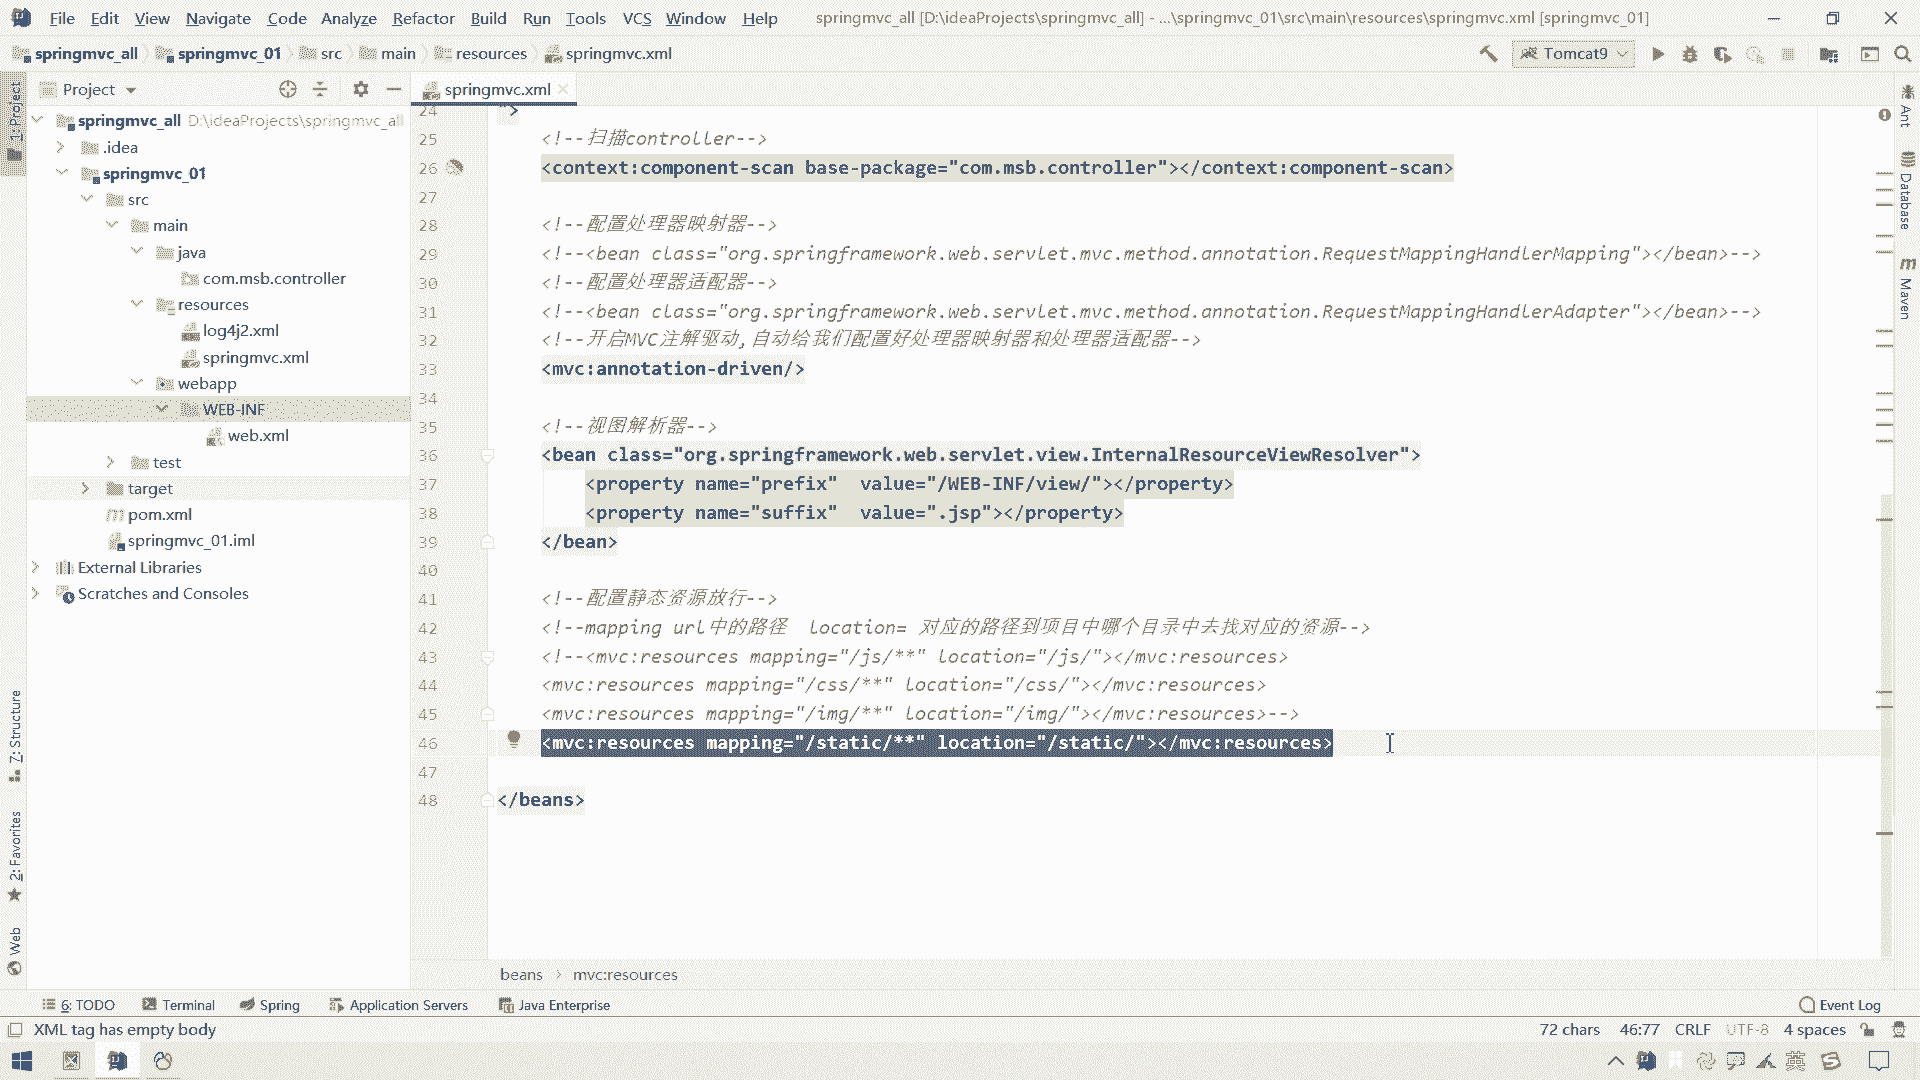 File Edit View Navigate Code Analyze Refactor Build Run Tools VCS Window Help springmvc_all [D:\ideaProjects\springmvc_all] - ...\springmvc_01\src\main\resources\springmvc.xml [springmvc_01]
springmvc_all springmvc_01 src main resources springmvc.xml Tomcat9
Project springmvc.xml
springmvc_all D:\ideaProjects\springmvc_all
.idea
springmvc_01
src
main
java
com.msb.controller
resources
log4j2.xml
springmvc.xml
webapp
WEB-INF
web.xml
test
target
pom.xml
springmvc_01.iml
External Libraries
Scratches and Consoles
1: Project
7: Structure
2: Favorites
Web
24 ">
25 <!--扫描controller-->
26 <context:component-scan base-package="com.msb.controller"></context:component-scan>
27
28 <!--配置处理器映射器-->
29 <!--<bean class="org.springframework.web.servlet.mvc.method.annotation.RequestMappingHandlerMapping"></bean>-->
30 <!--配置处理器适配器-->
31 <!--<bean class="org.springframework.web.servlet.mvc.method.annotation.RequestMappingHandlerAdapter"></bean>-->
32 <!--开启MVC注解驱动,自动给我们配置好处理器映射器和处理器适配器-->
33 <mvc:annotation-driven/>
34
35 <!--视图解析器-->
36 <bean class="org.springframework.web.servlet.view.InternalResourceViewResolver">
37 <property name="prefix"  value="/WEB-INF/view/"></property>
38 <property name="suffix"  value=".jsp"></property>
39 </bean>
40
41 <!--配置静态资源放行-->
42 <!--mapping url中的路径  location= 对应的路径到项目中哪个目录中去找对应的资源-->
43 <!--<mvc:resources mapping="/js/**" location="/js/"></mvc:resources>
44 <mvc:resources mapping="/css/**" location="/css/"></mvc:resources>
45 <mvc:resources mapping="/img/**" location="/img/"></mvc:resources>-->
46 <mvc:resources mapping="/static/**" location="/static/"></mvc:resources>
47
48 </beans>
Ant
Database
Maven
beans mvc:resources
6: TODO Terminal Spring Application Servers Java Enterprise Event Log
XML tag has empty body 72 chars 46:77 CRLF UTF-8 4 spaces
英